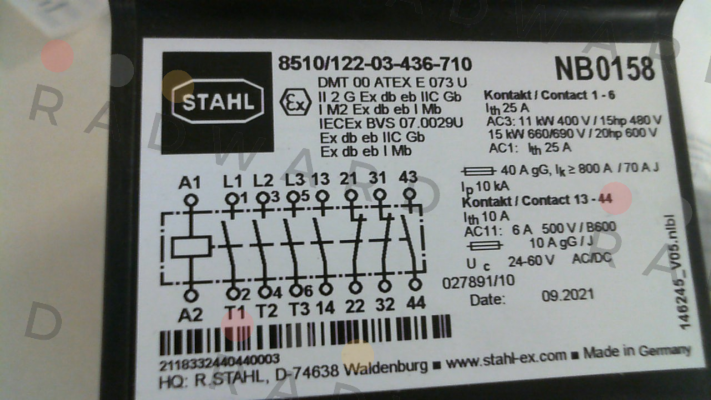 8510/122-03-436-710
NB0158
STAHL
Ex
DMT 00 ATEX E 073 U
II 2 G Ex db eb IIC Gb
I M2 Ex db eb I Mb
IECEx BVS 07.0029U
Ex db eb IIC Gb
Ex db eb I Mb
Kontakt / Contact 1 - 6
Ith 25 A
AC3: 11 kW 400 V / 15hp 480 V
15 kW 660/690 V / 20hp 600 V
AC1: Ith 25 A
40 A gG, Ik ≥ 800 A / 70 A J
Ip 10 kA
Kontakt / Contact 13 - 44
Ith 10 A
AC11: 6 A 500 V / B600
10 A gG / J
Uc 24-60 V AC/DC
027891/10
Date: 09.2021
146245_V05.nlbl
A1 L1 L2 L3 13 21 31 43
1 3 5
2 4 6
A2 T1 T2 T3 14 22 32 44
2118332440440003
HQ: R.STAHL, D-74638 Waldenburg ■ www.stahl-ex.com ■ Made in Germany
RADWARD
RAD
D
RAD